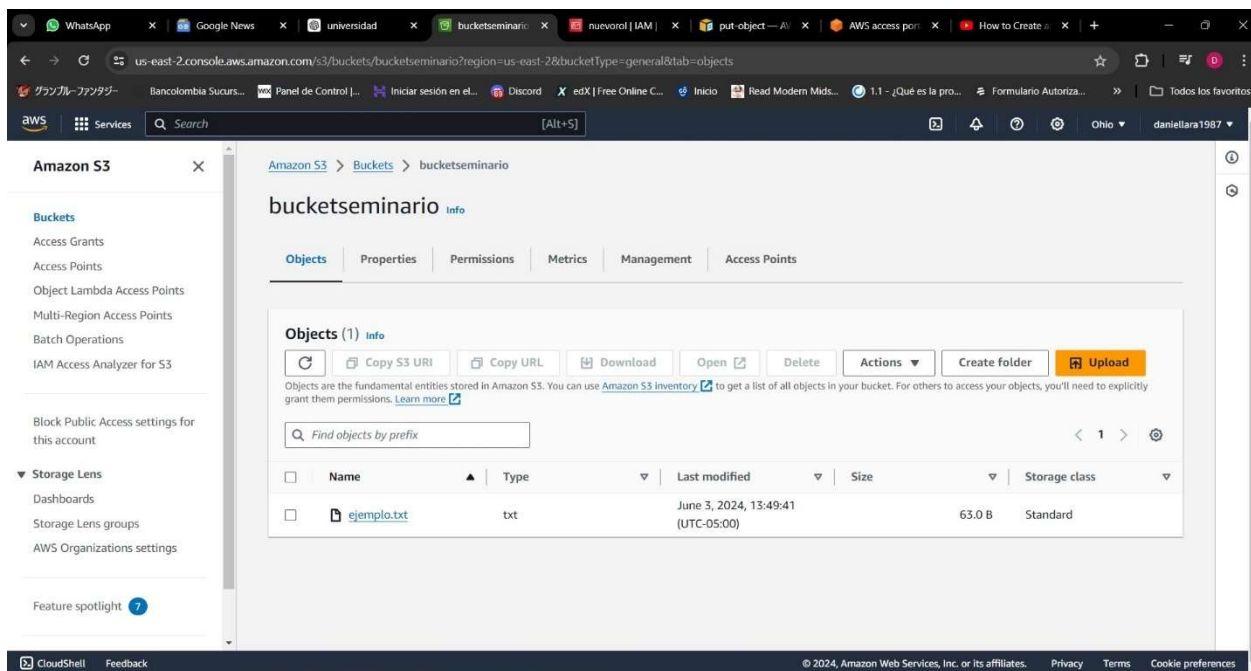 WhatsApp
Google News
universidad
bucketseminario
nuevorol | IAM |
put-object — AV
AWS access port
How to Create a
us-east-2.console.aws.amazon.com/s3/buckets/bucketseminario?region=us-east-2&bucketType=general&tab=objects
グランブルーファンタジー
Bancolombia Sucurs...
Panel de Control |...
Iniciar sesión en el...
Discord
edX | Free Online C...
Inicio
Read Modern Mids...
1.1 - ¿Qué es la pro...
Formulario Autoriza...
»
Todos los favoritos
aws
Services
Search
[Alt+S]
Ohio
daniellara1987
Amazon S3
Buckets
Access Grants
Access Points
Object Lambda Access Points
Multi-Region Access Points
Batch Operations
IAM Access Analyzer for S3
Block Public Access settings for
this account
Storage Lens
Dashboards
Storage Lens groups
AWS Organizations settings
Feature spotlight 7
Amazon S3 > Buckets > bucketseminario
bucketseminario Info
Objects
Properties
Permissions
Metrics
Management
Access Points
Objects (1) Info
Copy S3 URI
Copy URL
Download
Open
Delete
Actions
Create folder
Upload
Objects are the fundamental entities stored in Amazon S3. You can use Amazon S3 inventory to get a list of all objects in your bucket. For others to access your objects, you'll need to explicitly
grant them permissions. Learn more
Find objects by prefix
1
Name
Type
Last modified
Size
Storage class
ejemplo.txt
txt
June 3, 2024, 13:49:41
(UTC-05:00)
63.0 B
Standard
CloudShell
Feedback
© 2024, Amazon Web Services, Inc. or its affiliates.
Privacy
Terms
Cookie preferences